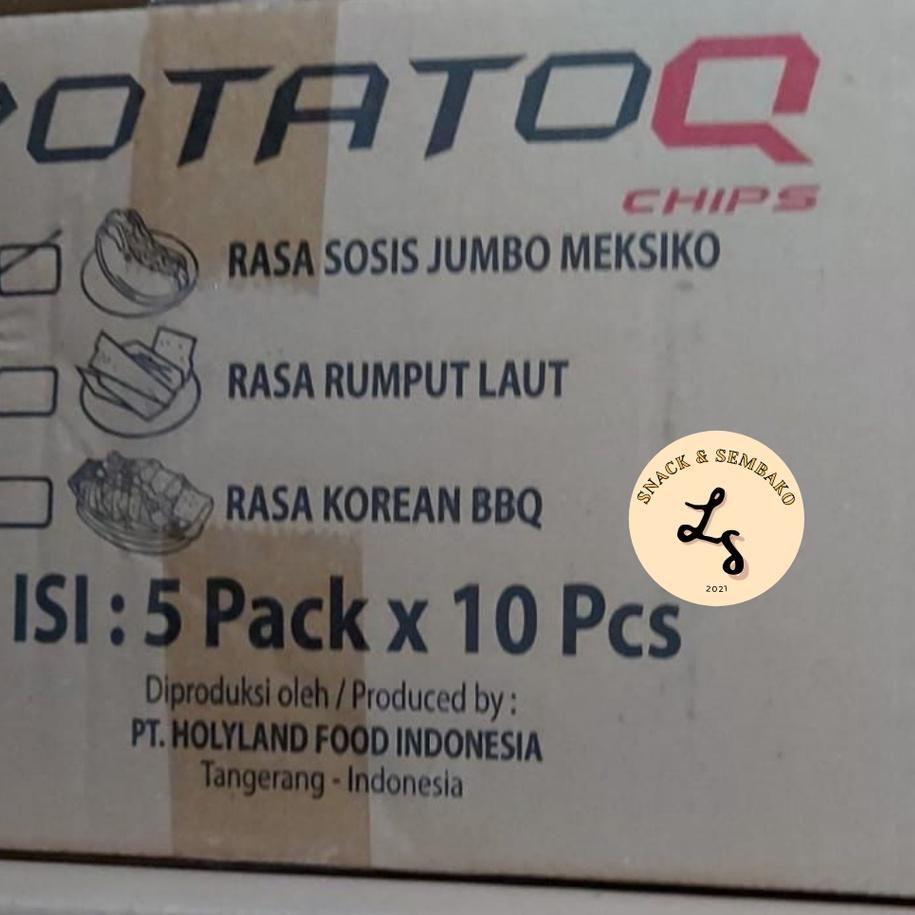 POTATOQ
CHIPS
RASA SOSIS JUMBO MEKSIKO
RASA RUMPUT LAUT
RASA KOREAN BBQ
SNACK & SEMBAKO
LS
2021
ISI : 5 Pack x 10 Pcs
Diproduksi oleh / Produced by :
PT. HOLYLAND FOOD INDONESIA
Tangerang - Indonesia